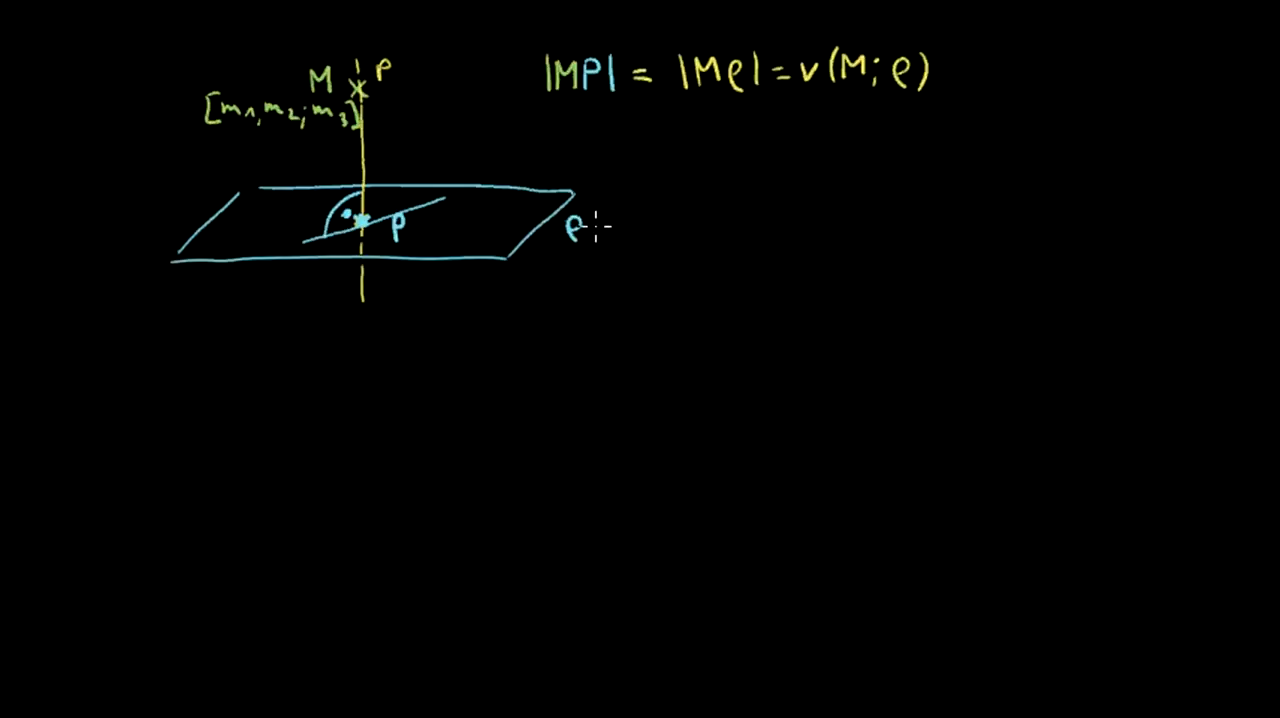 M p |MP| = |Mρ| = v(M; ρ)
[m₁, m₂; m₃]
P ρ